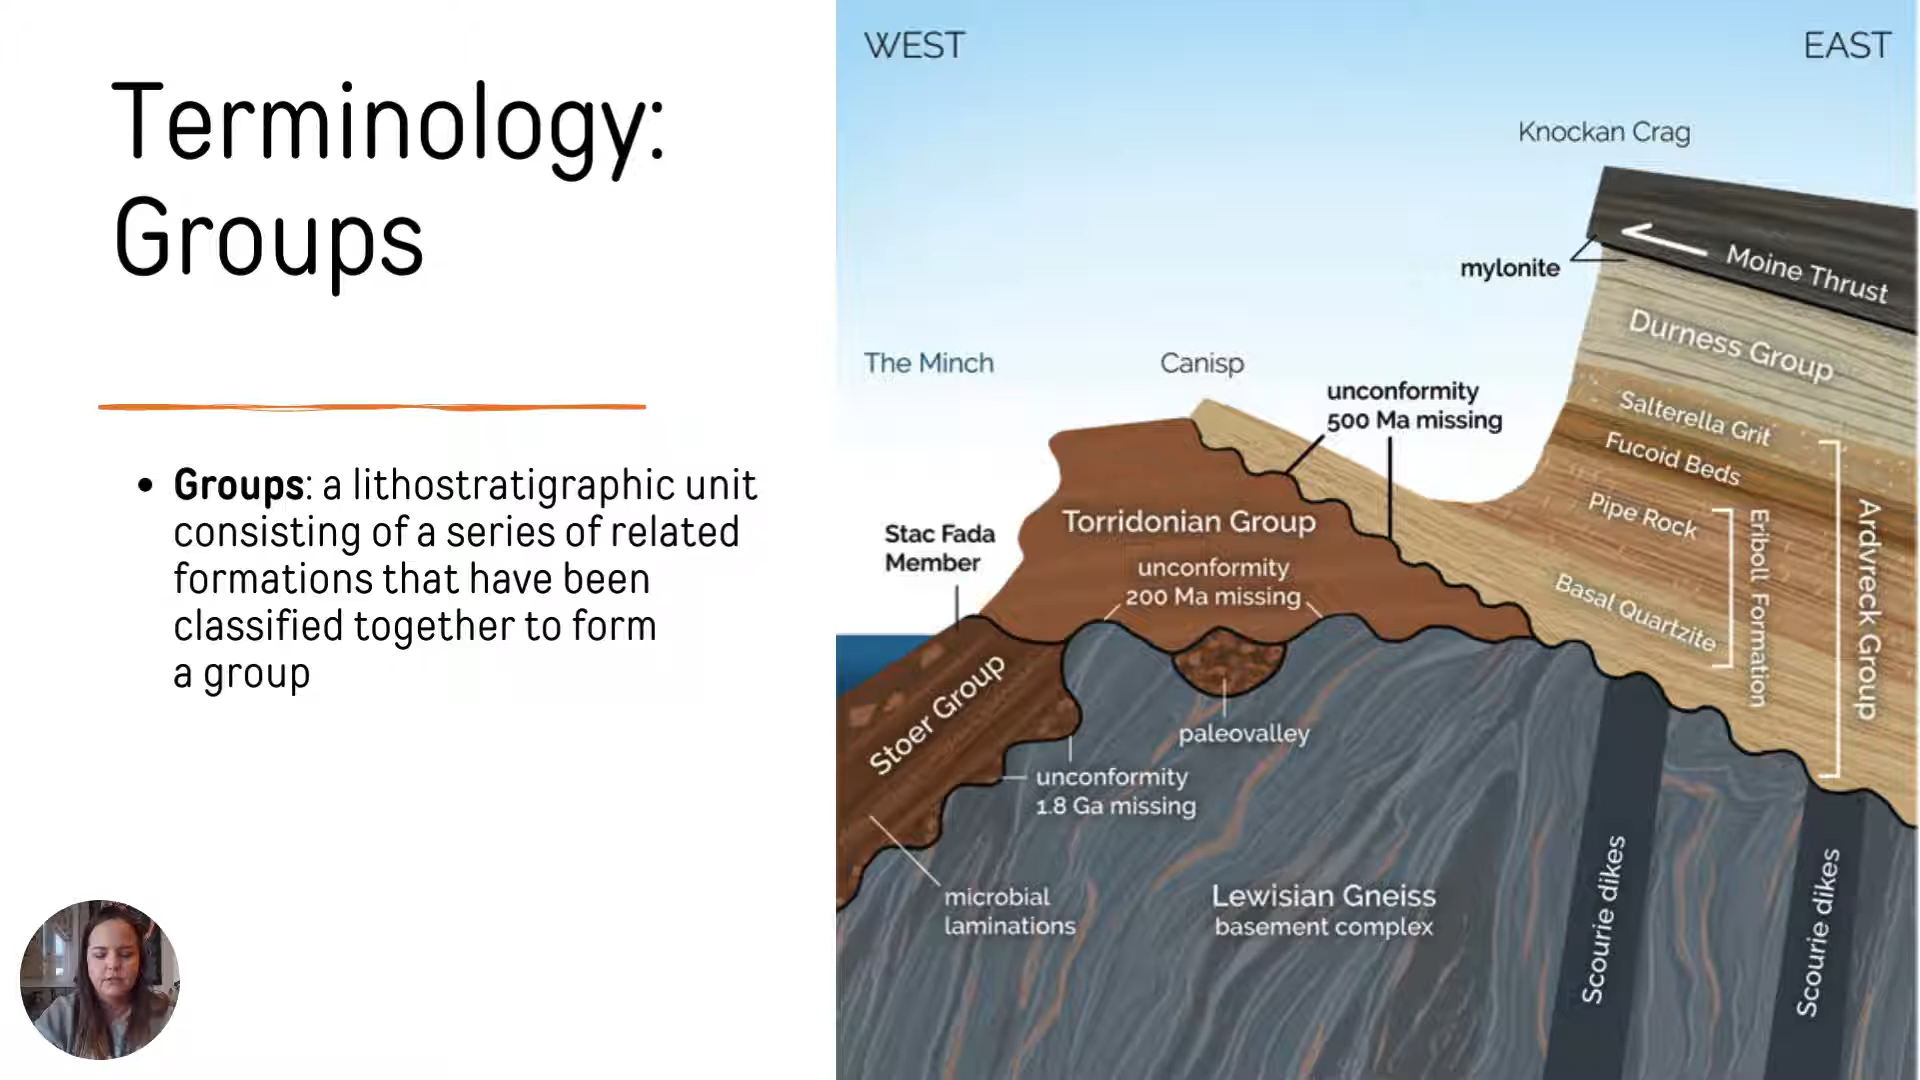 Terminology:
Groups
• Groups: a lithostratigraphic unit
consisting of a series of related
formations that have been
classified together to form
a group
WEST
EAST
Knockan Crag
mylonite
Moine Thrust
Durness Group
The Minch
Canisp
unconformity
500 Ma missing
Salterella Grit
Fucoid Beds
Pipe Rock
Basal Quartzite
Eriboll Formation
Ardvreck Group
Stac Fada
Member
Torridonian Group
unconformity
200 Ma missing
Stoer Group
paleovalley
unconformity
1.8 Ga missing
microbial
laminations
Lewisian Gneiss
basement complex
Scourie dikes
Scourie dikes